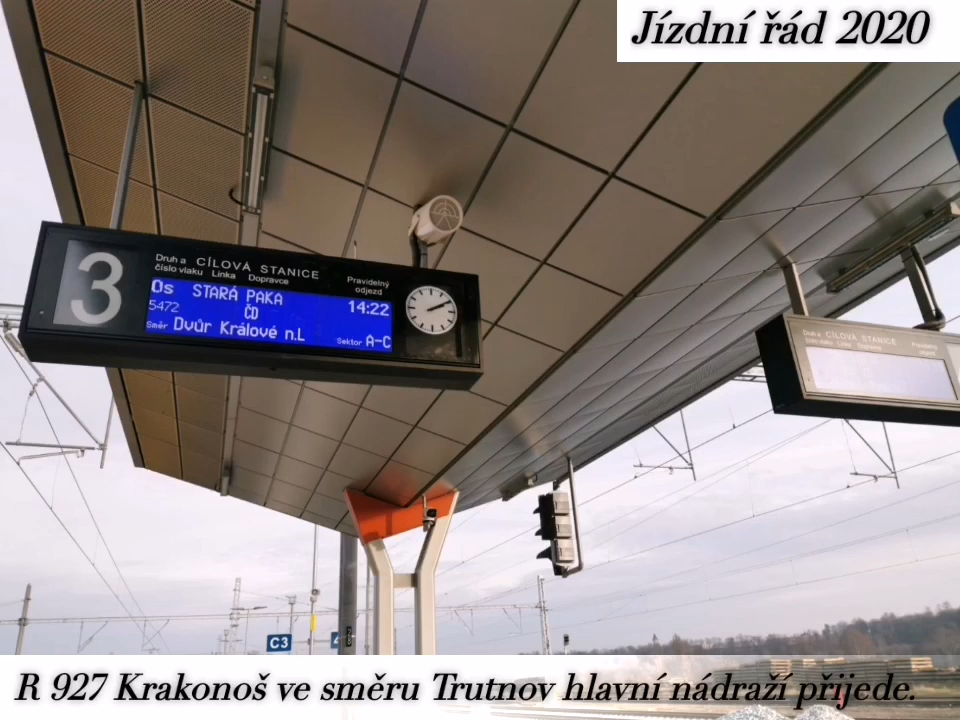 Jízdní řád 2020
3
Druh a CÍLOVÁ STANICE Pravidelný
číslo vlaku Linka Dopravce odjezd
Os STARÁ PAKA 14:22
5472 ČD
Směr Dvůr Králové n.L Sektor A-C
Druh a CÍLOVÁ STANICE Pravidelný
C3
R 927 Krakonoš ve směru Trutnov hlavní nádraží přijede.